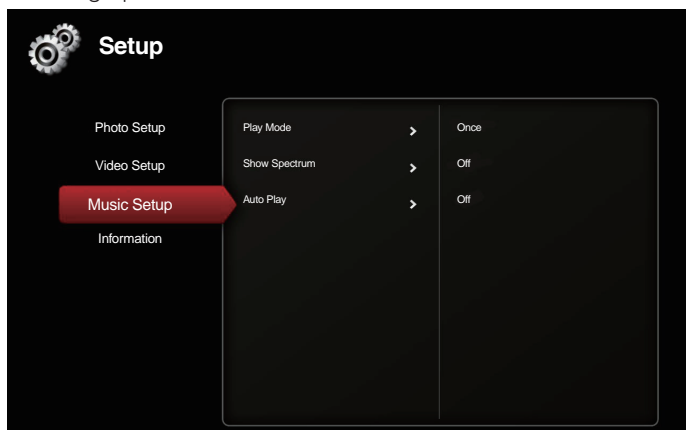 Setup
Photo Setup
Video Setup
Music Setup
Information
Play Mode
Once
Show Spectrum
Off
Auto Play
Off